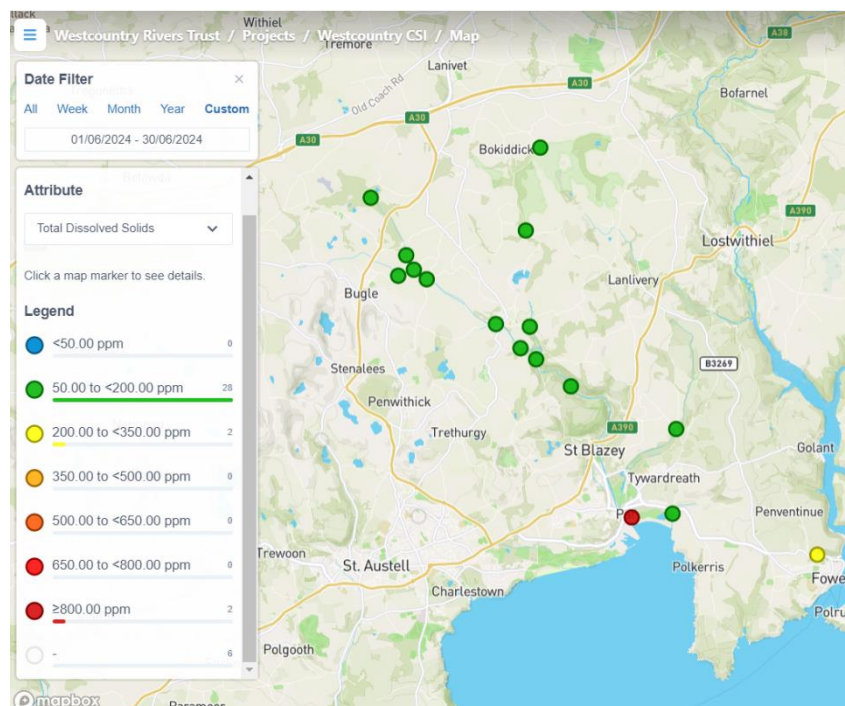 Withiel
Westcountry Rivers Trust / Projects / Westcountry CSI / Map
Tremore
A38
Date Filter
×
All Week Month Year Custom
01/06/2024 - 30/06/2024
Lanivet
Old Coach Rd
A30
A30
A30
Bofarnel
Bokiddick
Attribute
Total Dissolved Solids
Click a map marker to see details.
A390
Lostwithiel
Lanlivery
Bugle
Legend
<50.00 ppm 0
50.00 to <200.00 ppm 28
200.00 to <350.00 ppm 2
350.00 to <500.00 ppm 0
500.00 to <650.00 ppm 0
650.00 to <800.00 ppm 0
≥800.00 ppm 2
- 6
Stenalees
B3269
Penwithick
A390
Trethurgy
St Blazey
Golant
Tywardreath
P
Penventinue
Trewoon
St. Austell
Polkerris
Fowe
Charlestown
Polru
Polgooth
mapbox